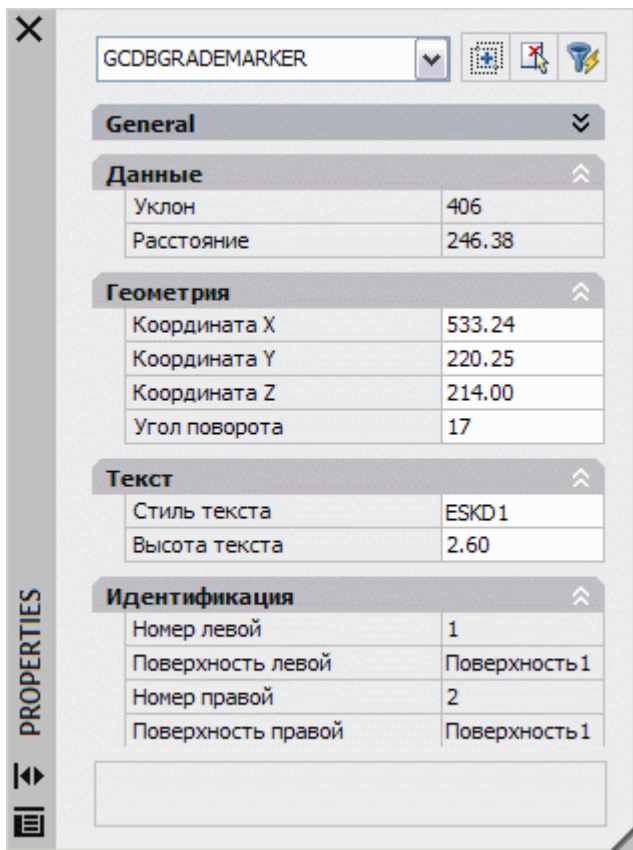 GCDBGRADEMARKER
General
Данные
Уклон 406
Расстояние 246.38
Геометрия
Координата X 533.24
Координата Y 220.25
Координата Z 214.00
Угол поворота 17
Текст
Стиль текста ESKD1
Высота текста 2.60
Идентификация
Номер левой 1
Поверхность левой Поверхность1
Номер правой 2
Поверхность правой Поверхность1
PROPERTIES